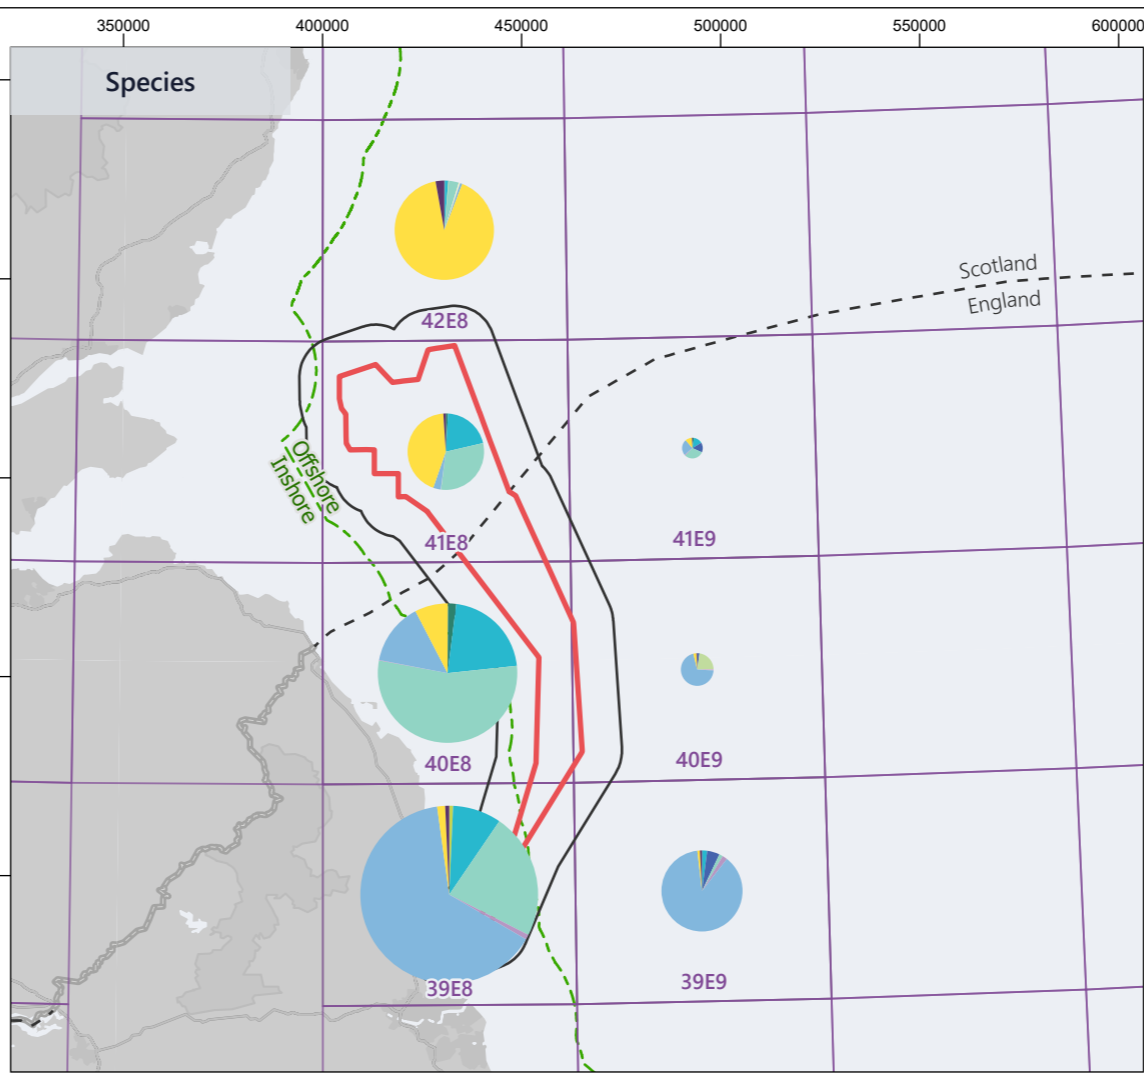 350000
400000
450000
500000
550000
600000
Species
Scotland
England
42E8
Offshore
Inshore
41E8
41E9
40E8
40E9
39E8
39E9